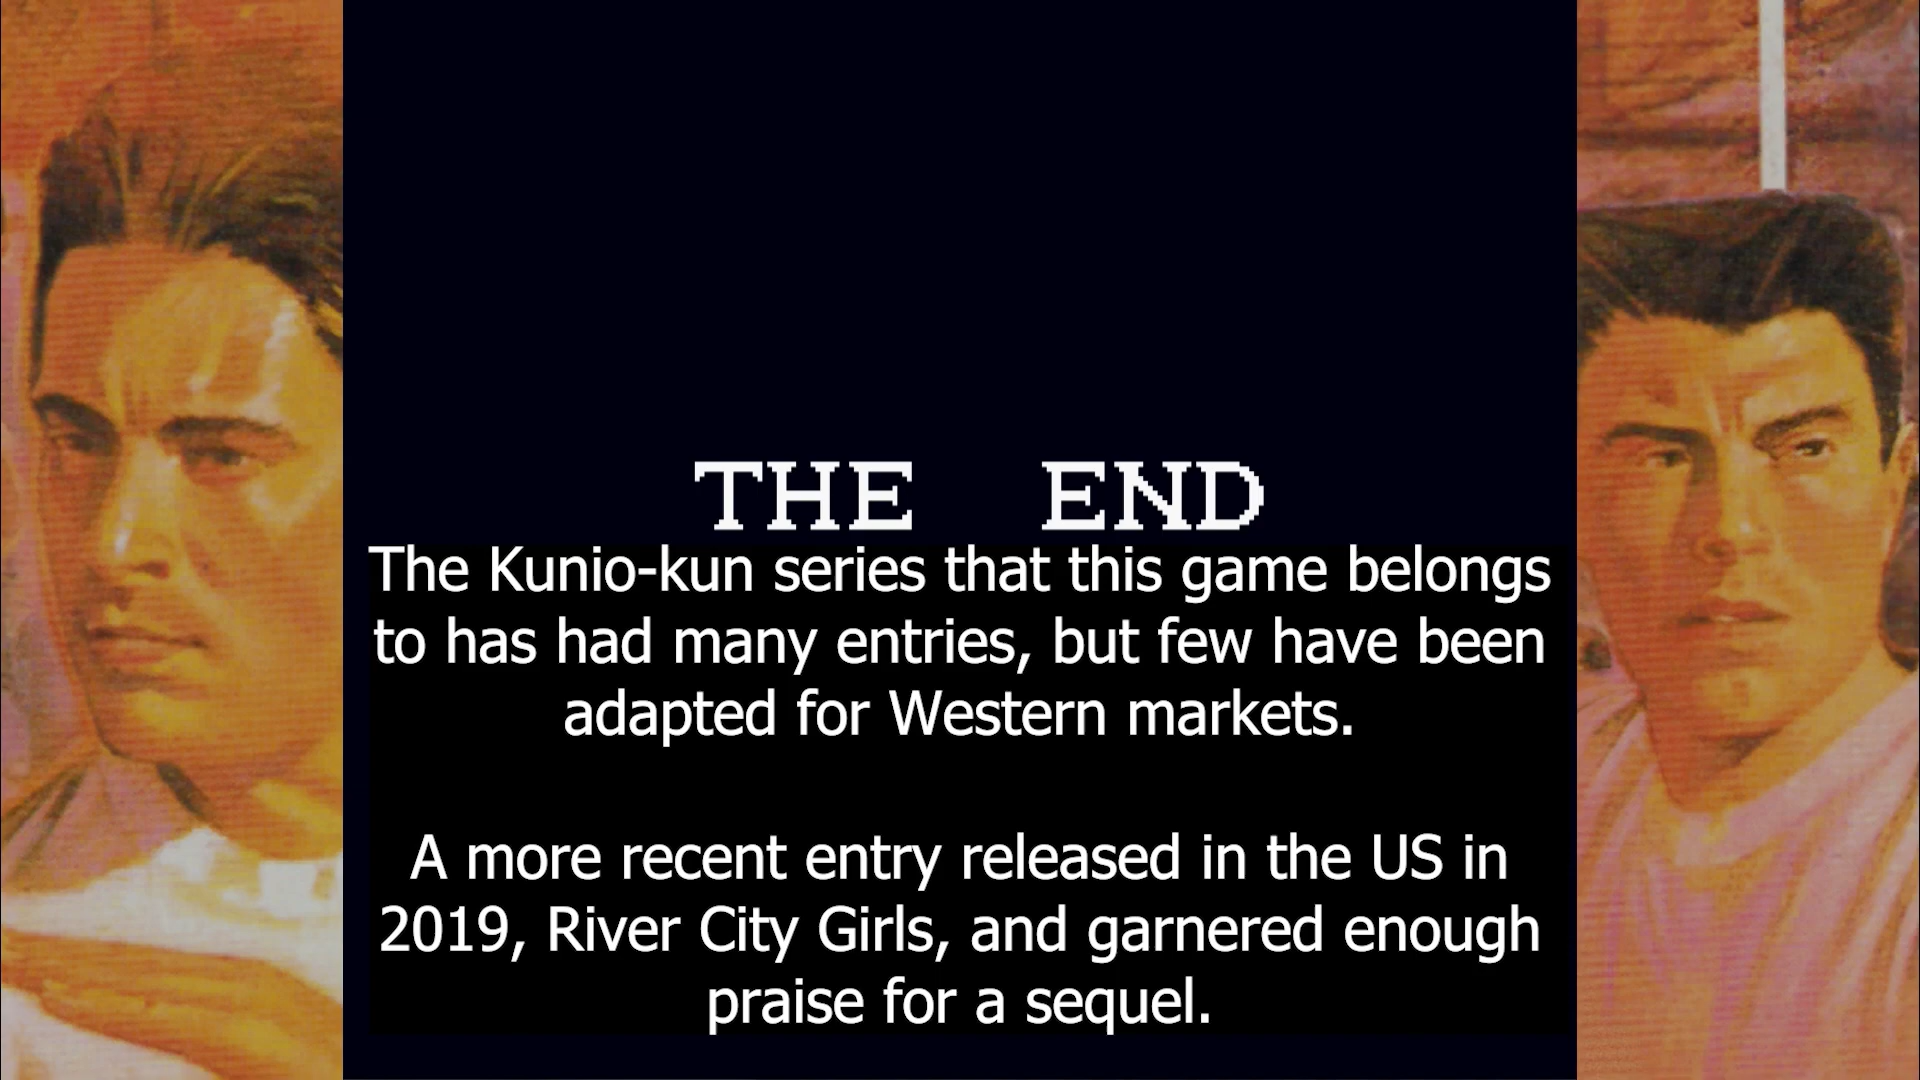 THE END
The Kunio-kun series that this game belongs
to has had many entries, but few have been
adapted for Western markets.
A more recent entry released in the US in
2019, River City Girls, and garnered enough
praise for a sequel.